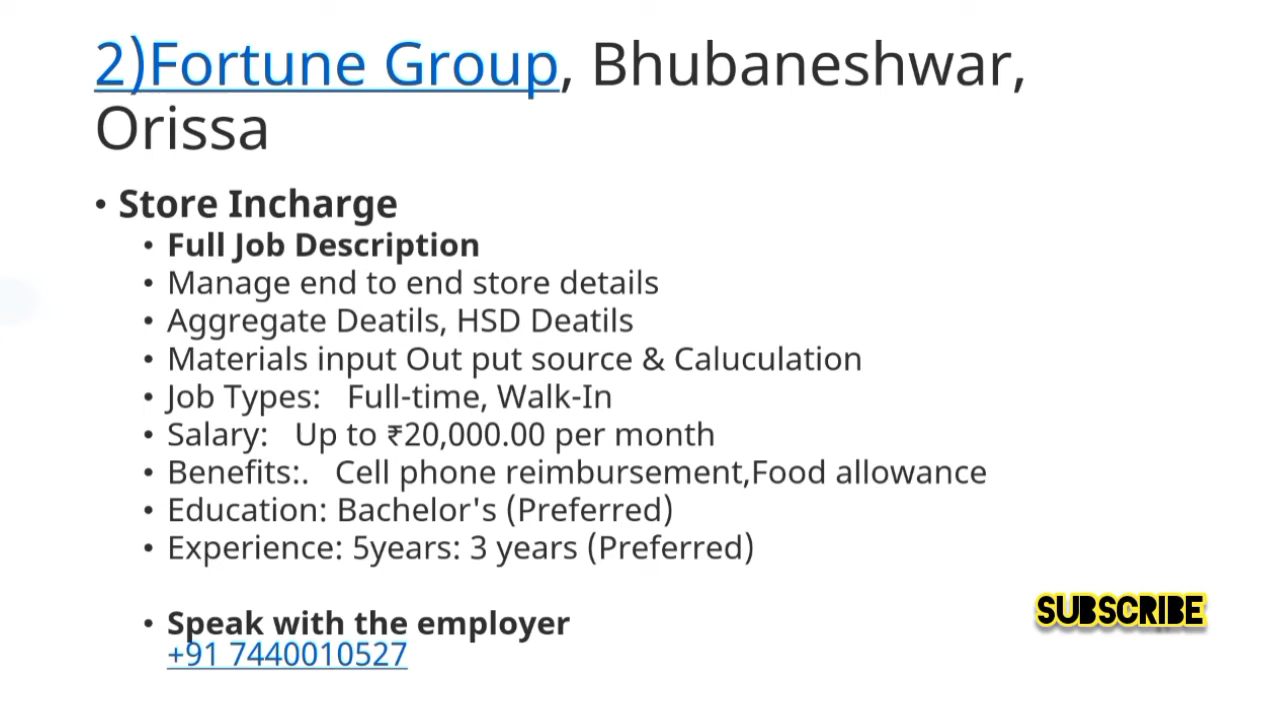 2)Fortune Group, Bhubaneshwar,
Orissa
• Store Incharge
• Full Job Description
• Manage end to end store details
• Aggregate Deatils, HSD Deatils
• Materials input Out put source & Caluculation
• Job Types: Full-time, Walk-In
• Salary: Up to ₹20,000.00 per month
• Benefits:. Cell phone reimbursement,Food allowance
• Education: Bachelor's (Preferred)
• Experience: 5years: 3 years (Preferred)
• Speak with the employer
+91 7440010527
SUBSCRIBE